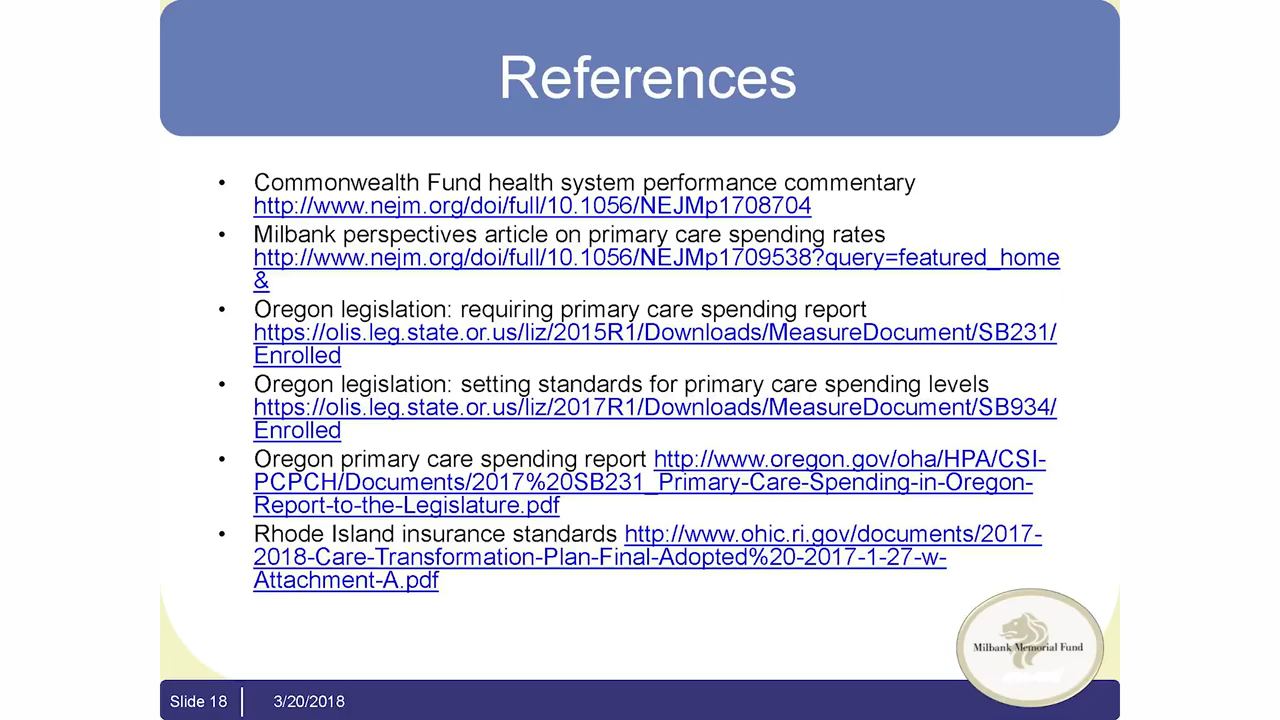 References
• Commonwealth Fund health system performance commentary
http://www.nejm.org/doi/full/10.1056/NEJMp1708704
• Milbank perspectives article on primary care spending rates
http://www.nejm.org/doi/full/10.1056/NEJMp1709538?query=featured_home
&
• Oregon legislation: requiring primary care spending report
https://olis.leg.state.or.us/liz/2015R1/Downloads/MeasureDocument/SB231/
Enrolled
• Oregon legislation: setting standards for primary care spending levels
https://olis.leg.state.or.us/liz/2017R1/Downloads/MeasureDocument/SB934/
Enrolled
• Oregon primary care spending report http://www.oregon.gov/oha/HPA/CSI-
PCPCH/Documents/2017%20SB231_Primary-Care-Spending-in-Oregon-
Report-to-the-Legislature.pdf
• Rhode Island insurance standards http://www.ohic.ri.gov/documents/2017-
2018-Care-Transformation-Plan-Final-Adopted%20-2017-1-27-w-
Attachment-A.pdf
Milbank Memorial Fund
Slide 18 3/20/2018